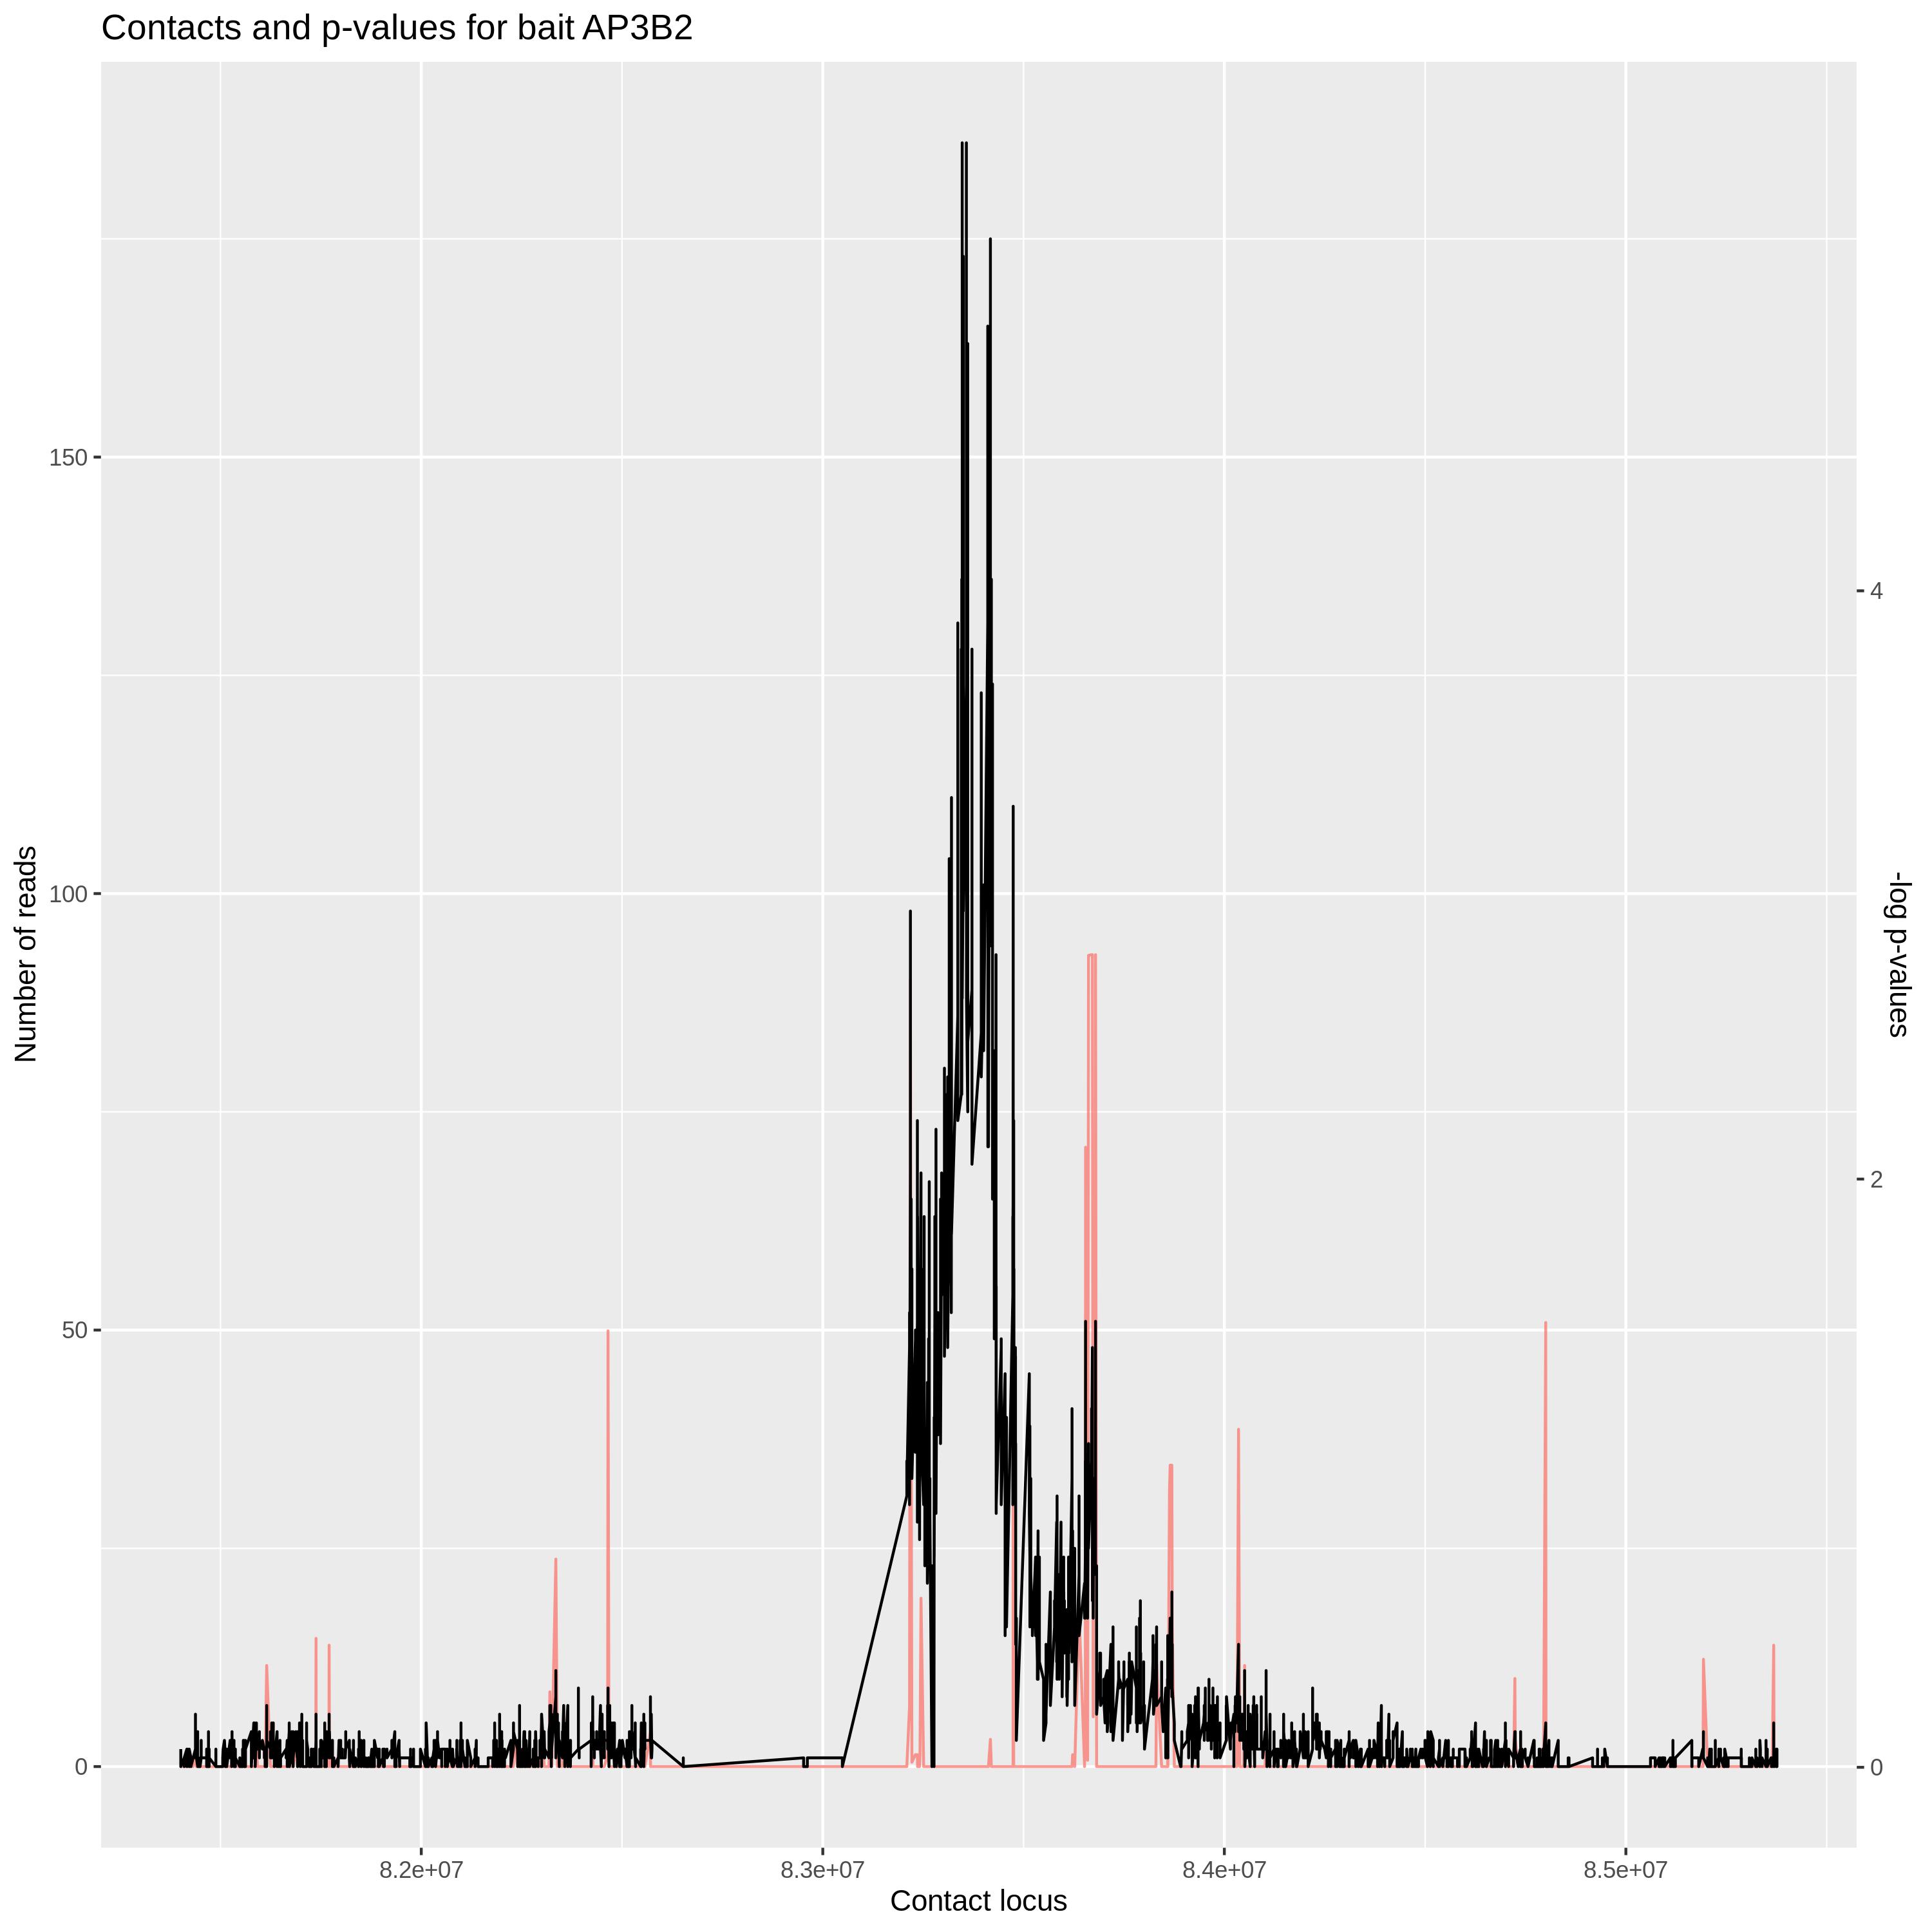 Contacts and p-values for bait AP3B2
Number of reads
150
100
50
0
4
2
0
-log p-values
8.2e+07
8.3e+07
8.4e+07
8.5e+07
Contact locus